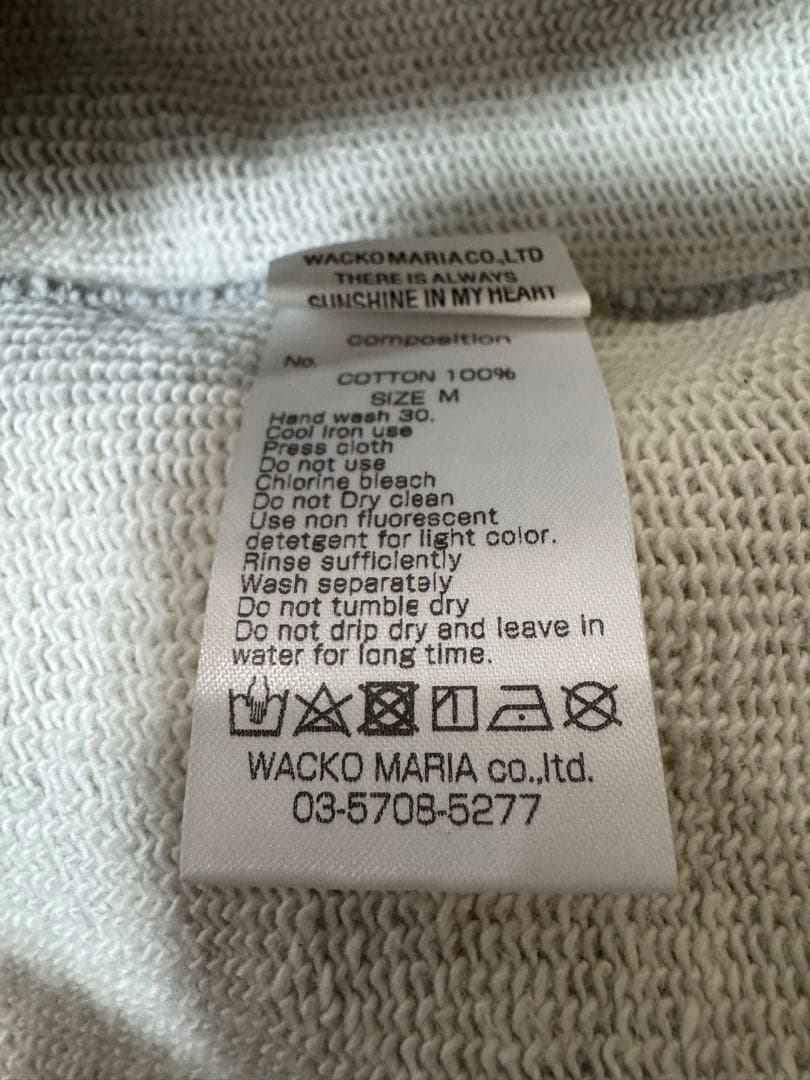 WACKO MARIA CO.,LTD
THERE IS ALWAYS
SUNSHINE IN MY HEART
composition
No.
COTTON 100%
SIZE M
Hand wash 30.
Cool Iron use
Press cloth
Do not use
Chlorine bleach
Do not Dry clean
Use non fluorescent
detetgent for light color.
Rinse sufficiently
Wash separately
Do not tumble dry
Do not drip dry and leave in
water for long time.
WACKO MARIA co.,ltd.
03-5708-5277